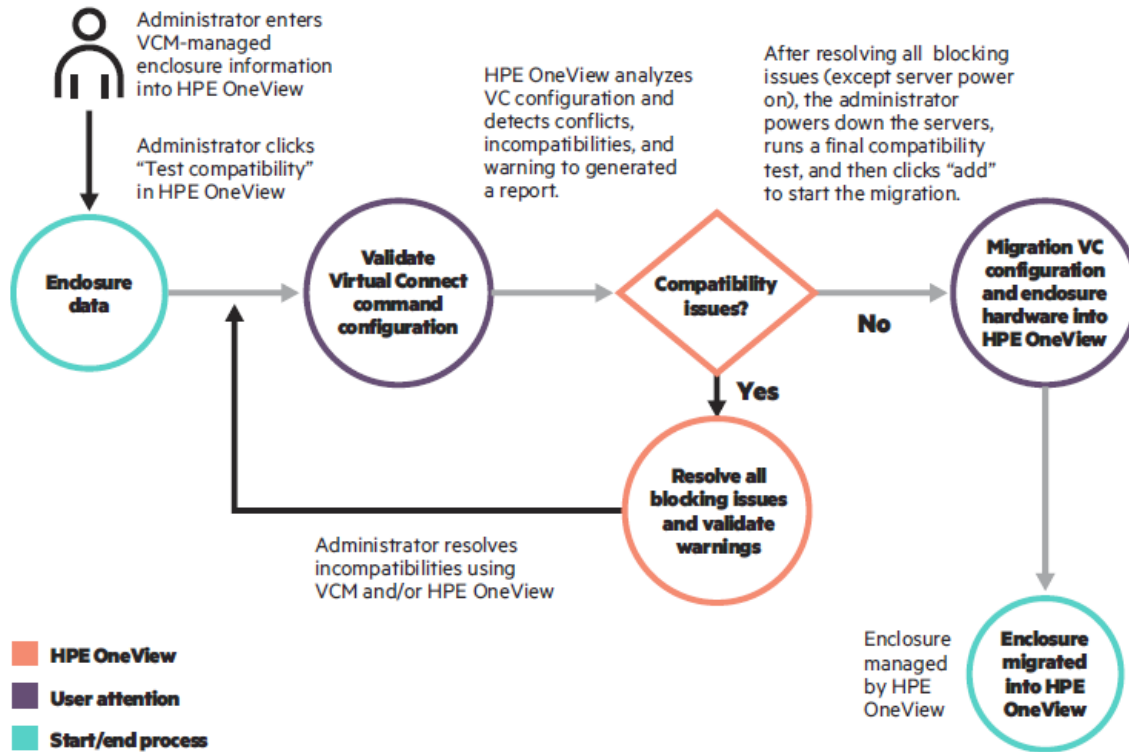 Administrator enters
VCM-managed
enclosure information
into HPE OneView
Administrator clicks
“Test compatibility”
in HPE OneView
HPE OneView analyzes
VC configuration and
detects conflicts,
incompatibilities, and
warning to generated
a report.
After resolving all blocking
issues (except server power
on), the administrator
powers down the servers,
runs a final compatibility
test, and then clicks “add”
to start the migration.
Enclosure
data
Validate
Virtual Connect
command
configuration
Compatibility
issues?
No
Migration VC
configuration
and enclosure
hardware into
HPE OneView
Yes
Resolve all
blocking issues
and validate
warnings
Administrator resolves
incompatibilities using
VCM and/or HPE OneView
Enclosure
managed
by HPE
OneView
Enclosure
migrated
into HPE
OneView
HPE OneView
User attention
Start/end process